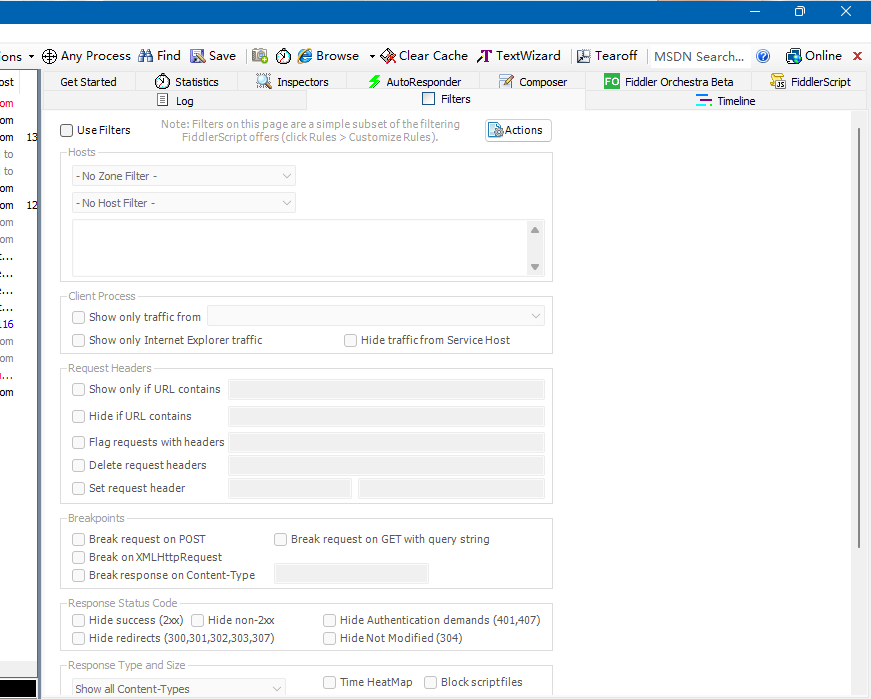 ons Any Process Find Save Browse Clear Cache TextWizard Tearoff MSDN Search... Online x
ost Get Started Statistics Inspectors AutoResponder Composer FO Fiddler Orchestra Beta FiddlerScript
Log Filters Timeline
om
om
om 13
to
to
om
om 12
om
om
t...
e...
e...
t...
116
om
om
om
Use Filters
Note: Filters on this page are a simple subset of the filtering
FiddlerScript offers (click Rules > Customize Rules).
Actions
Hosts
- No Zone Filter -
- No Host Filter -
Client Process
Show only traffic from
Show only Internet Explorer traffic Hide traffic from Service Host
Request Headers
Show only if URL contains
Hide if URL contains
Flag requests with headers
Delete request headers
Set request header
Breakpoints
Break request on POST Break request on GET with query string
Break on XMLHttpRequest
Break response on Content-Type
Response Status Code
Hide success (2xx) Hide non-2xx Hide Authentication demands (401,407)
Hide redirects (300,301,302,303,307) Hide Not Modified (304)
Response Type and Size
Show all Content-Types Time HeatMap Block script files